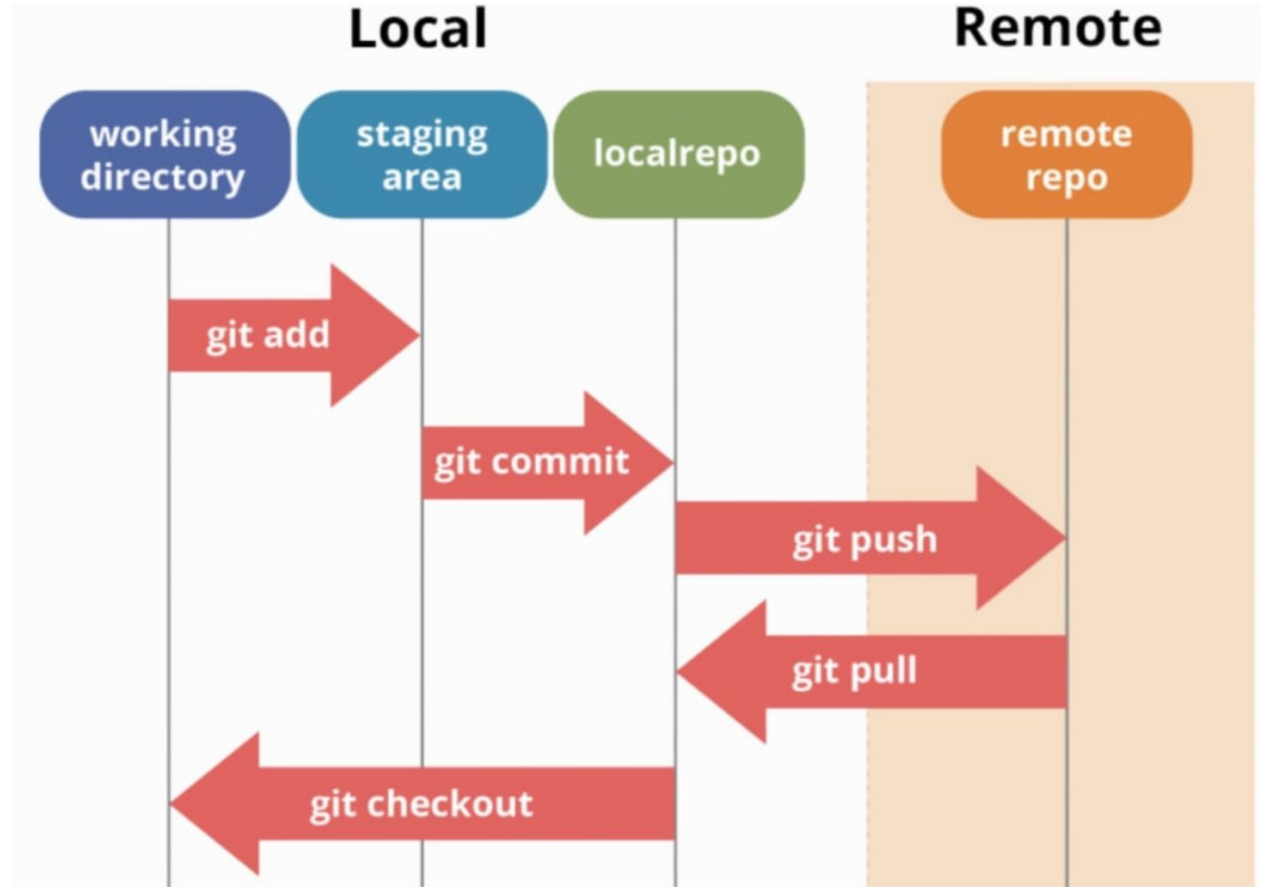 Local
Remote
working
directory
staging
area
localrepo
remote
repo
git add
git commit
git push
git pull
git checkout